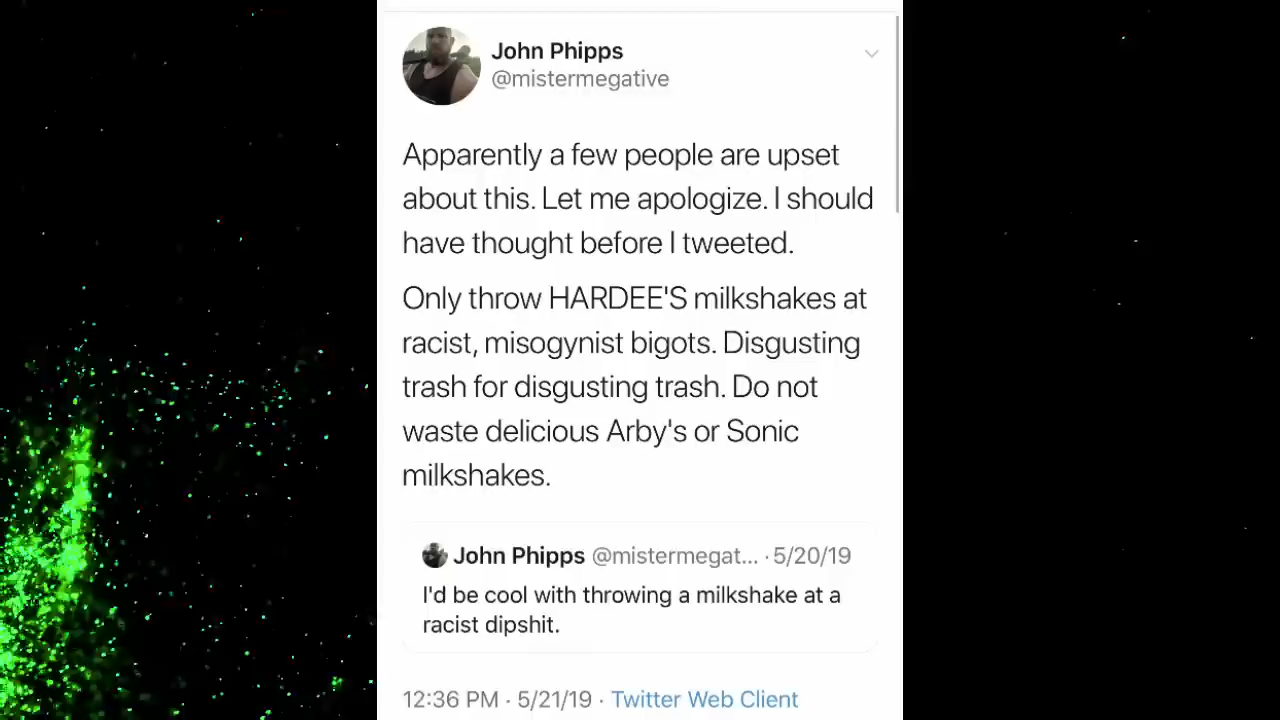 John Phipps
@mistermegative
Apparently a few people are upset
about this. Let me apologize. I should
have thought before I tweeted.
Only throw HARDEE'S milkshakes at
racist, misogynist bigots. Disgusting
trash for disgusting trash. Do not
waste delicious Arby's or Sonic
milkshakes.
John Phipps @mistermegat... · 5/20/19
I'd be cool with throwing a milkshake at a
racist dipshit.
12:36 PM · 5/21/19 · Twitter Web Client